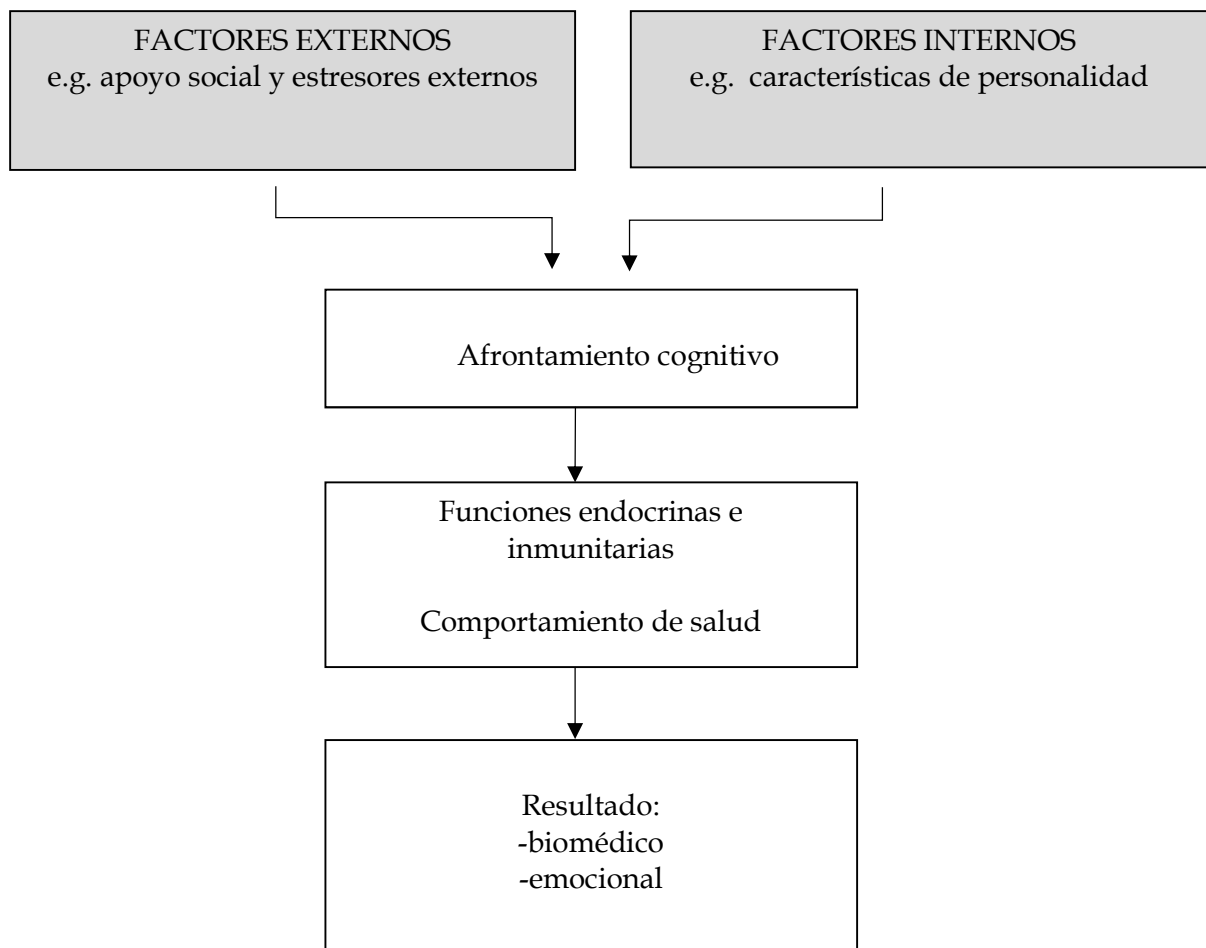 FACTORES EXTERNOS
e.g. apoyo social y estresores externos
FACTORES INTERNOS
e.g. características de personalidad
Afrontamiento cognitivo
Funciones endocrinas e
inmunitarias
Comportamiento de salud
Resultado:
-biomédico
-emocional